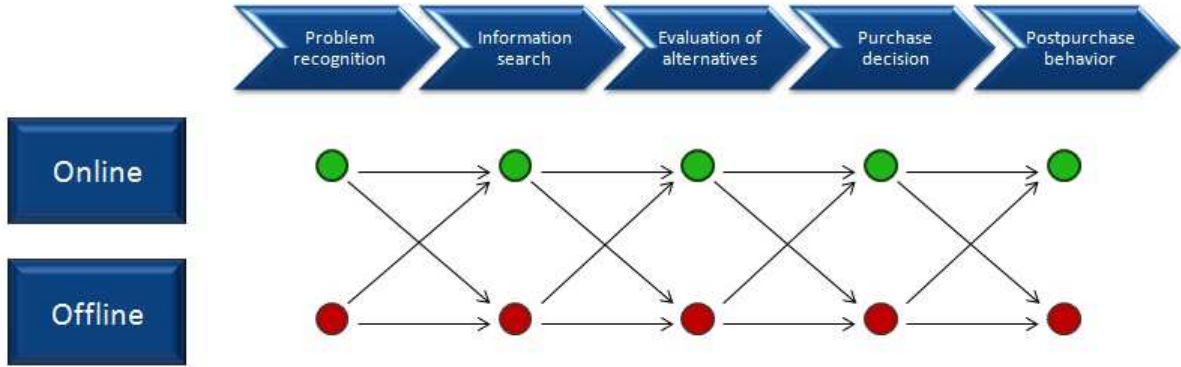 Problem
recognition
Information
search
Evaluation of
alternatives
Purchase
decision
Postpurchase
behavior
Online
Offline